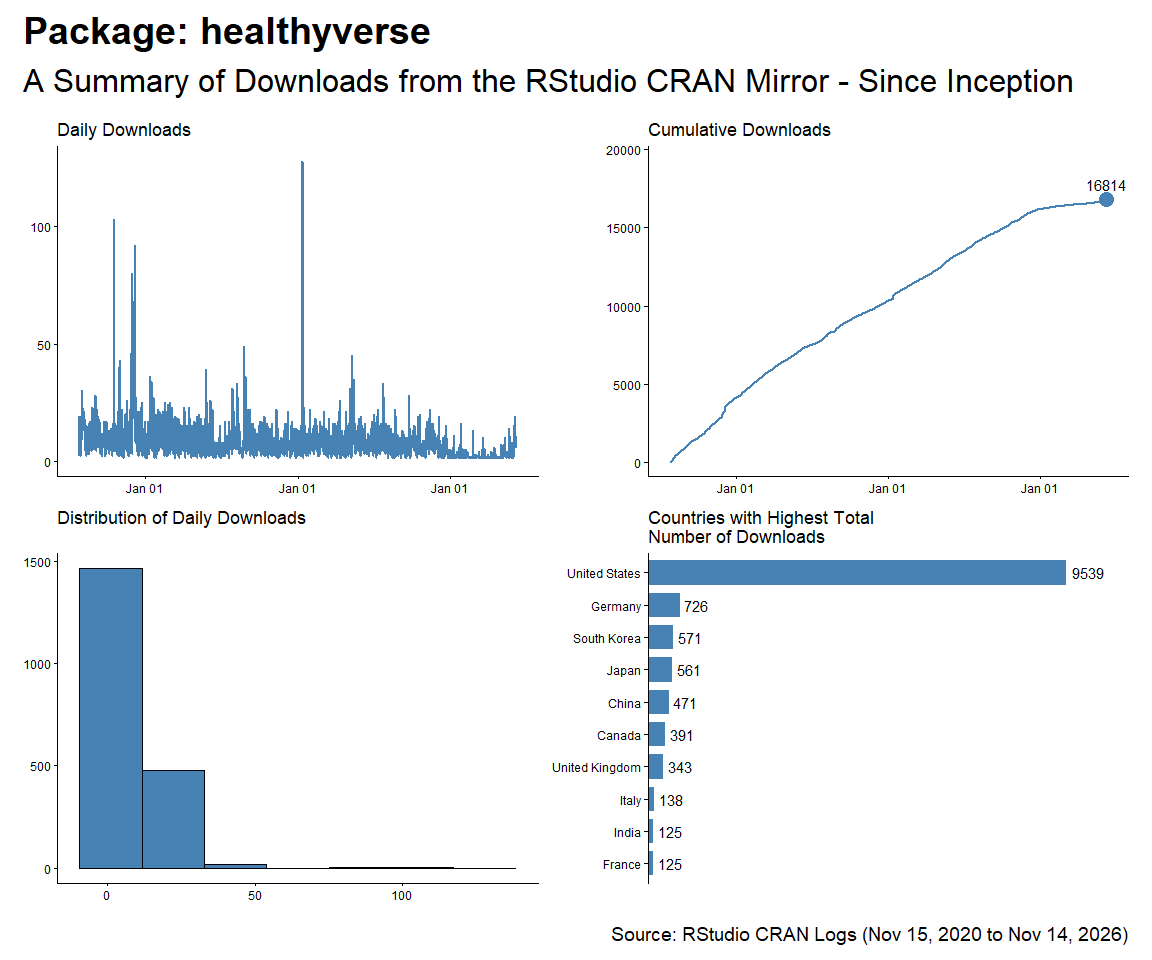 Package: healthyverse
A Summary of Downloads from the RStudio CRAN Mirror - Since Inception
Daily Downloads
100
50
0
Jan 01
Jan 01
Jan 01
Cumulative Downloads
20000
15000
10000
5000
0
16814
Jan 01
Jan 01
Jan 01
Distribution of Daily Downloads
1500
1000
500
0
0
50
100
Countries with Highest Total
Number of Downloads
United States 9539
Germany 726
South Korea 571
Japan 561
China 471
Canada 391
United Kingdom 343
Italy 138
India 125
France 125
Source: RStudio CRAN Logs (Nov 15, 2020 to Nov 14, 2026)